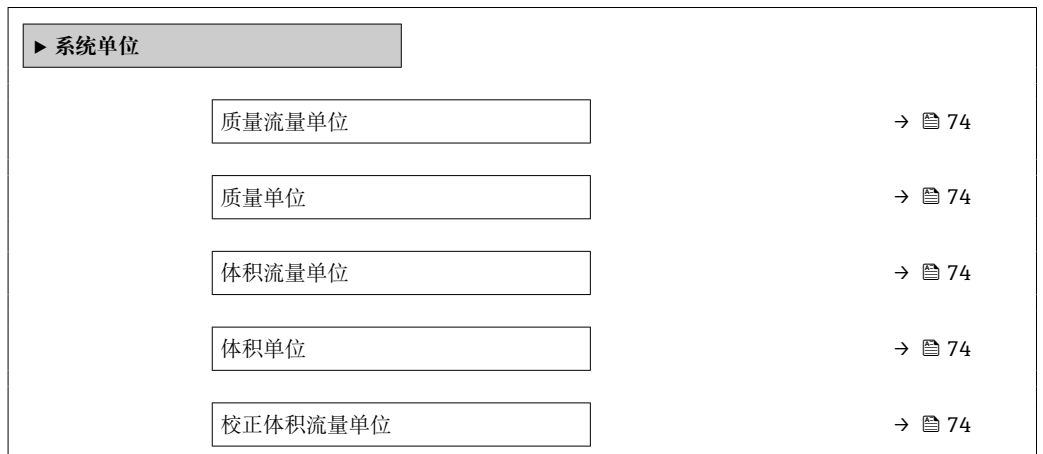 ▶ 系统单位
质量流量单位 → 🖹 74
质量单位 → 🖹 74
体积流量单位 → 🖹 74
体积单位 → 🖹 74
校正体积流量单位 → 🖹 74